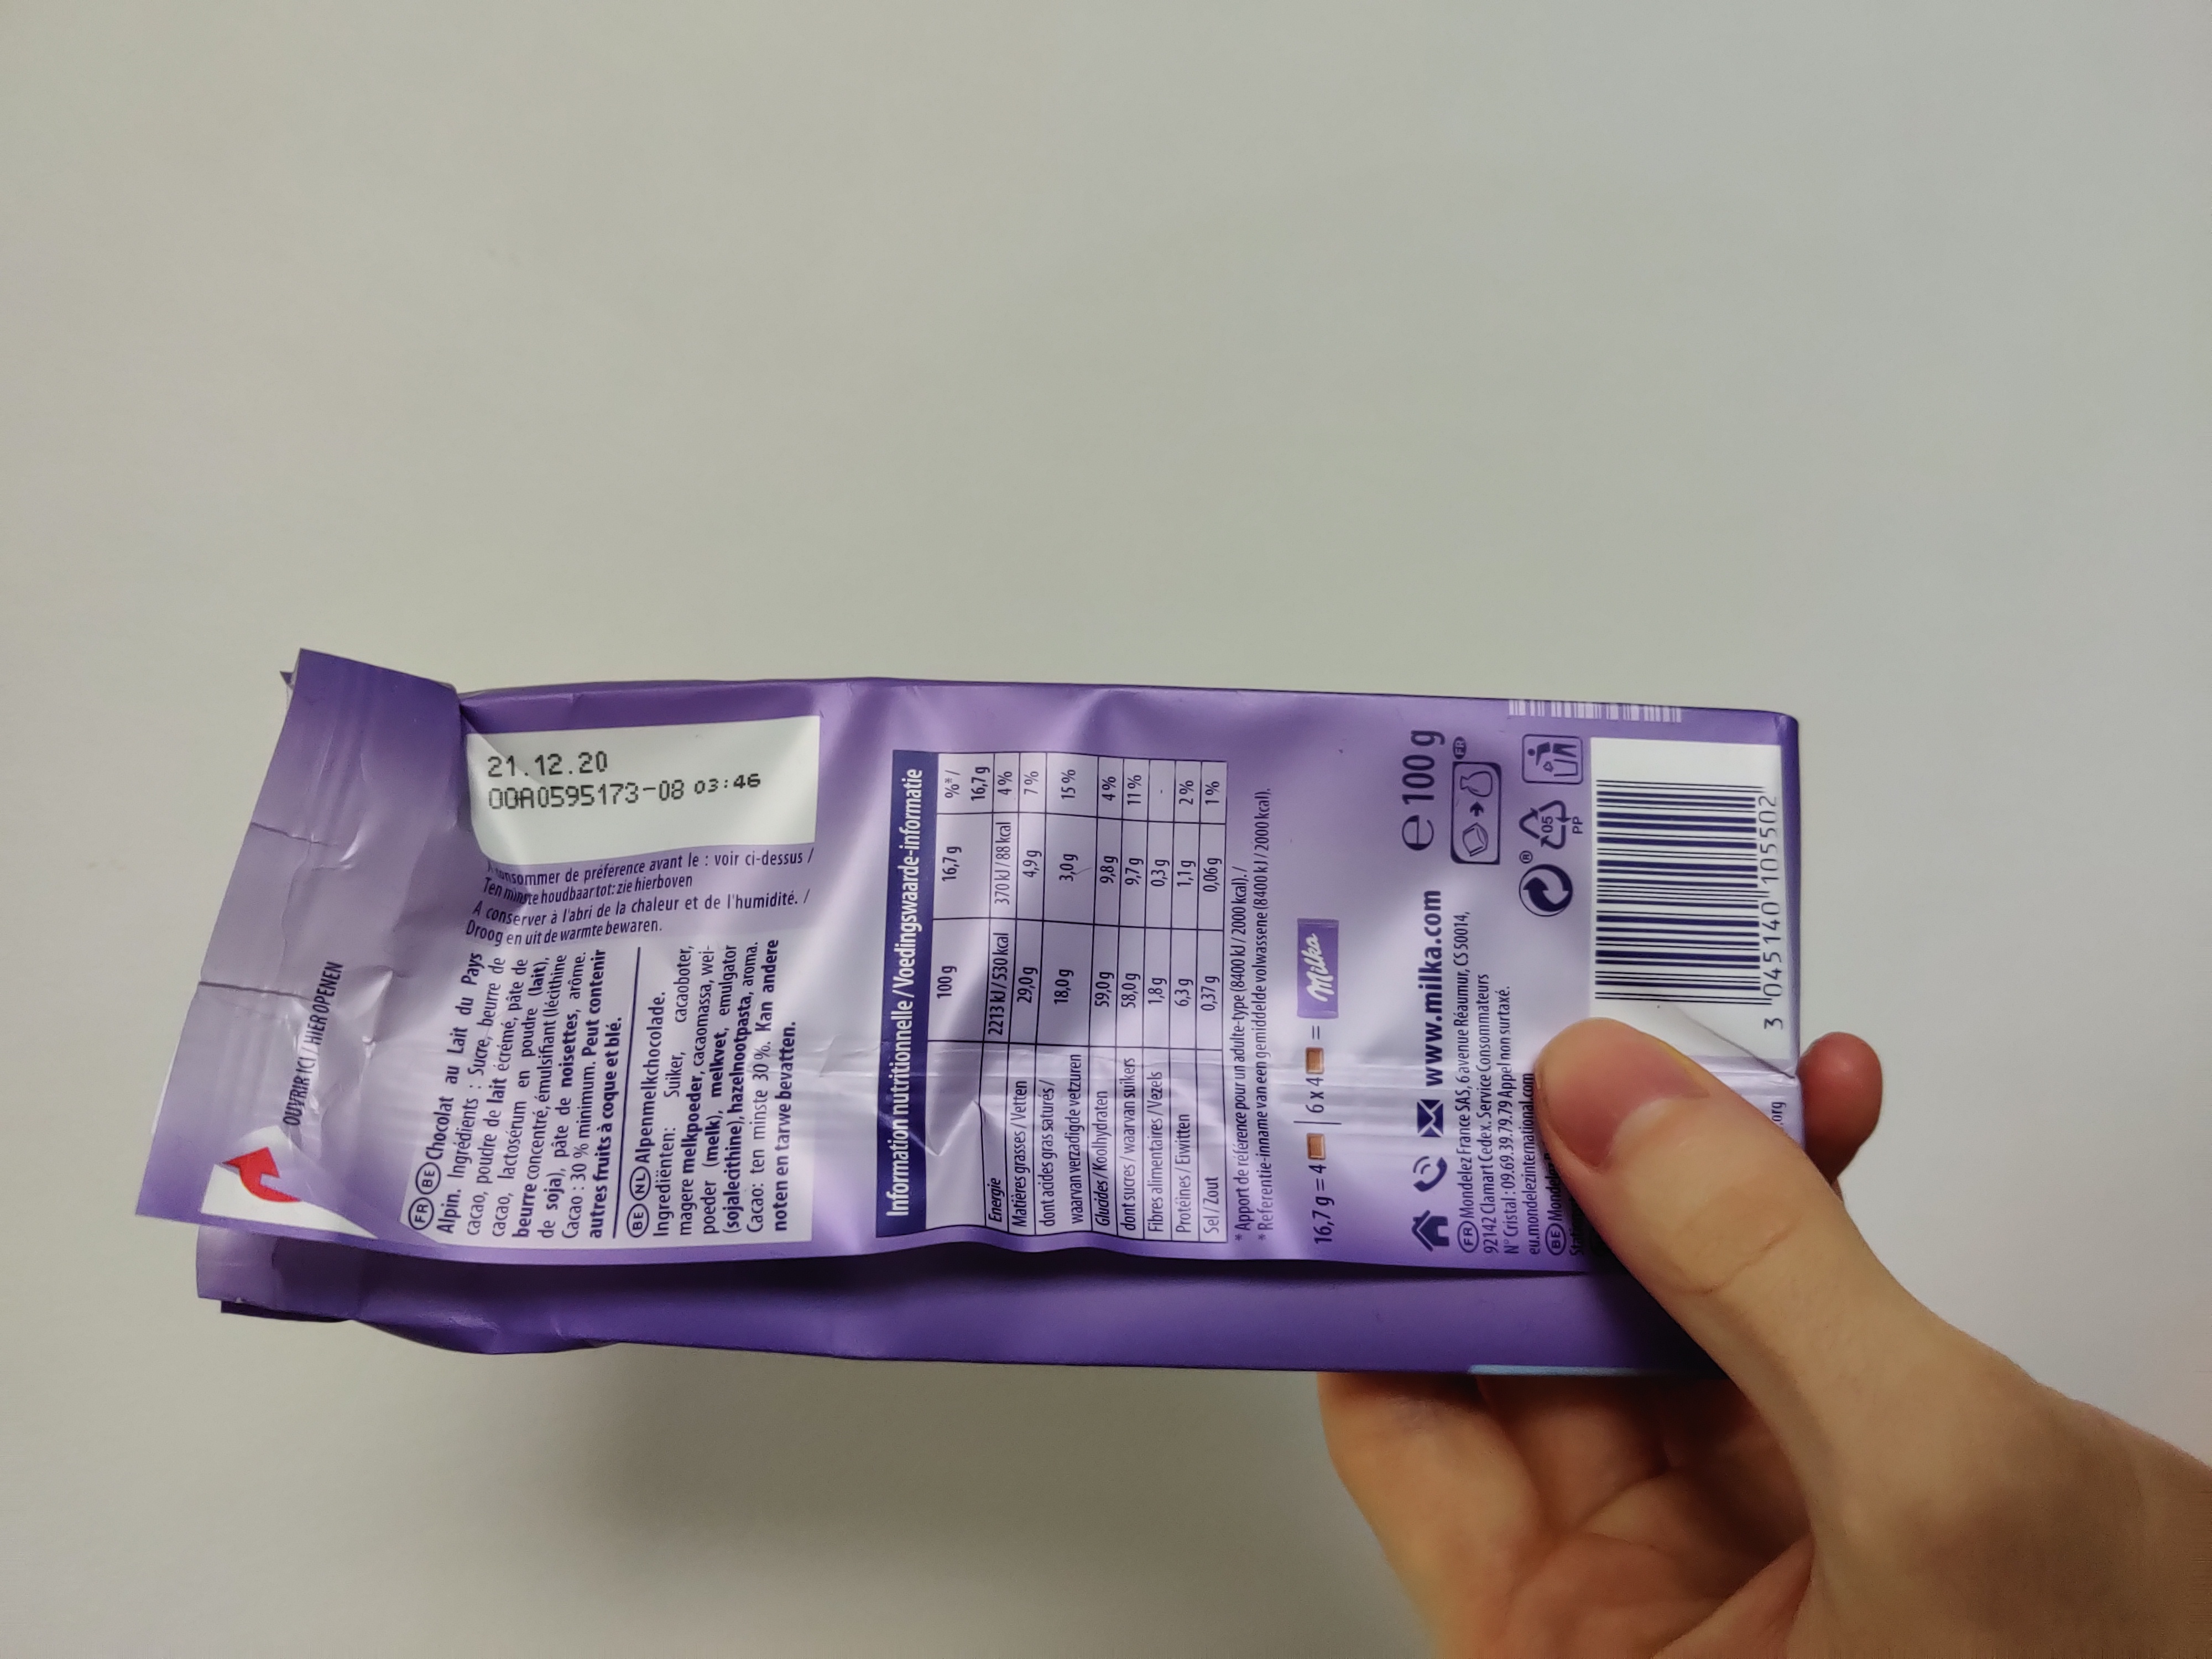 OUVRIR ICI / HIER OPENEN
FR BE Chocolat au Lait du Pays
Alpin. Ingrédients : Sucre, beurre de
cacao, poudre de lait écrémé, pâte de
cacao, lactosérum en poudre (lait),
beurre concentré, émulsifiant (lécithine
de soja), pâte de noisettes, arôme.
Cacao : 30 % minimum. Peut contenir
autres fruits à coque et blé.
BE NL Alpenmelkchocolade.
Ingrediënten: Suiker, cacaoboter,
magere melkpoeder, cacaomassa, wei-
poeder (melk), melkvet, emulgator
(sojalecithine), hazelnootpasta, aroma.
Cacao: ten minste 30 %. Kan andere
noten en tarwe bevatten.
21.12.20
OOA0595173-08 03:46
de préférence avant le : voir ci-dessus /
Ten minste houdbaar tot: zie hierboven
A conserver à l'abri de la chaleur et de l'humidité. /
Droog en uit de warmte bewaren.
Information nutritionnelle / Voedingswaarde-informatie
100 g 16,7 g %* /
16,7 g
Energie 2213 kJ / 530 kcal 370 kJ / 88 kcal 4 %
Matières grasses / Vetten 29,0 g 4,9 g 7 %
dont acides gras saturés /
waarvan verzadigde vetzuren 18,0 g 3,0 g 15 %
Glucides / Koolhydraten 59,0 g 9,8 g 4 %
dont sucres / waarvan suikers 58,0 g 9,7 g 11 %
Fibres alimentaires / Vezels 1,8 g 0,3 g -
Protéines / Eiwitten 6,3 g 1,1 g 2 %
Sel / Zout 0,37 g 0,06 g 1 %
* Apport de référence pour un adulte-type (8400 kJ / 2000 kcal). /
* Referentie-inname van een gemiddelde volwassene (8400 kJ / 2000 kcal).
16,7 g = 4 | 6 x 4 = Milka
www.milka.com e 100 g
FR Mondelez France SAS, 6 avenue Réaumur, CS 50014,
92142 Clamart Cedex. Service Consommateurs
N° Cristal : 09.69.39.79.79 Appel non surtaxé.
eu.mondelezinternational.com
BE Mondelez
FR
®
05
PP
.org
3 045140 105502